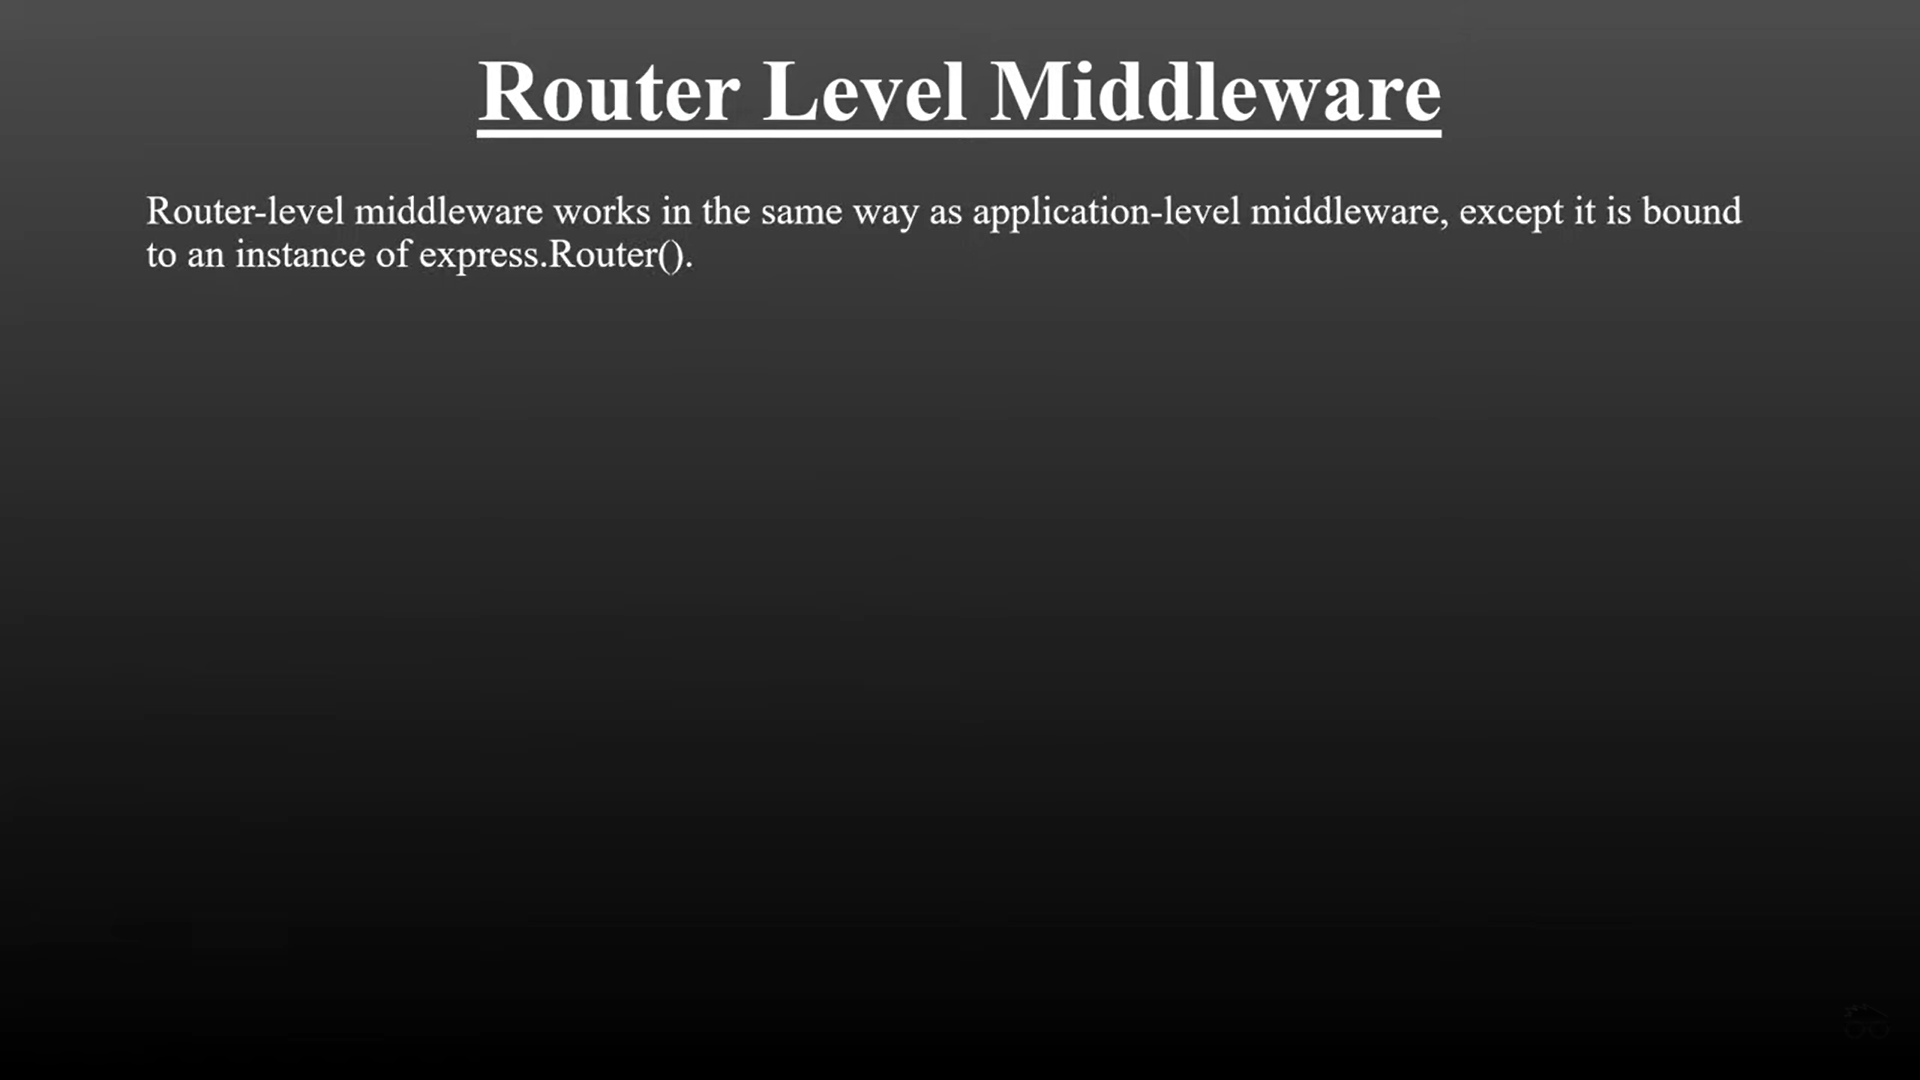 Router Level Middleware
Router-level middleware works in the same way as application-level middleware, except it is bound
to an instance of express.Router().